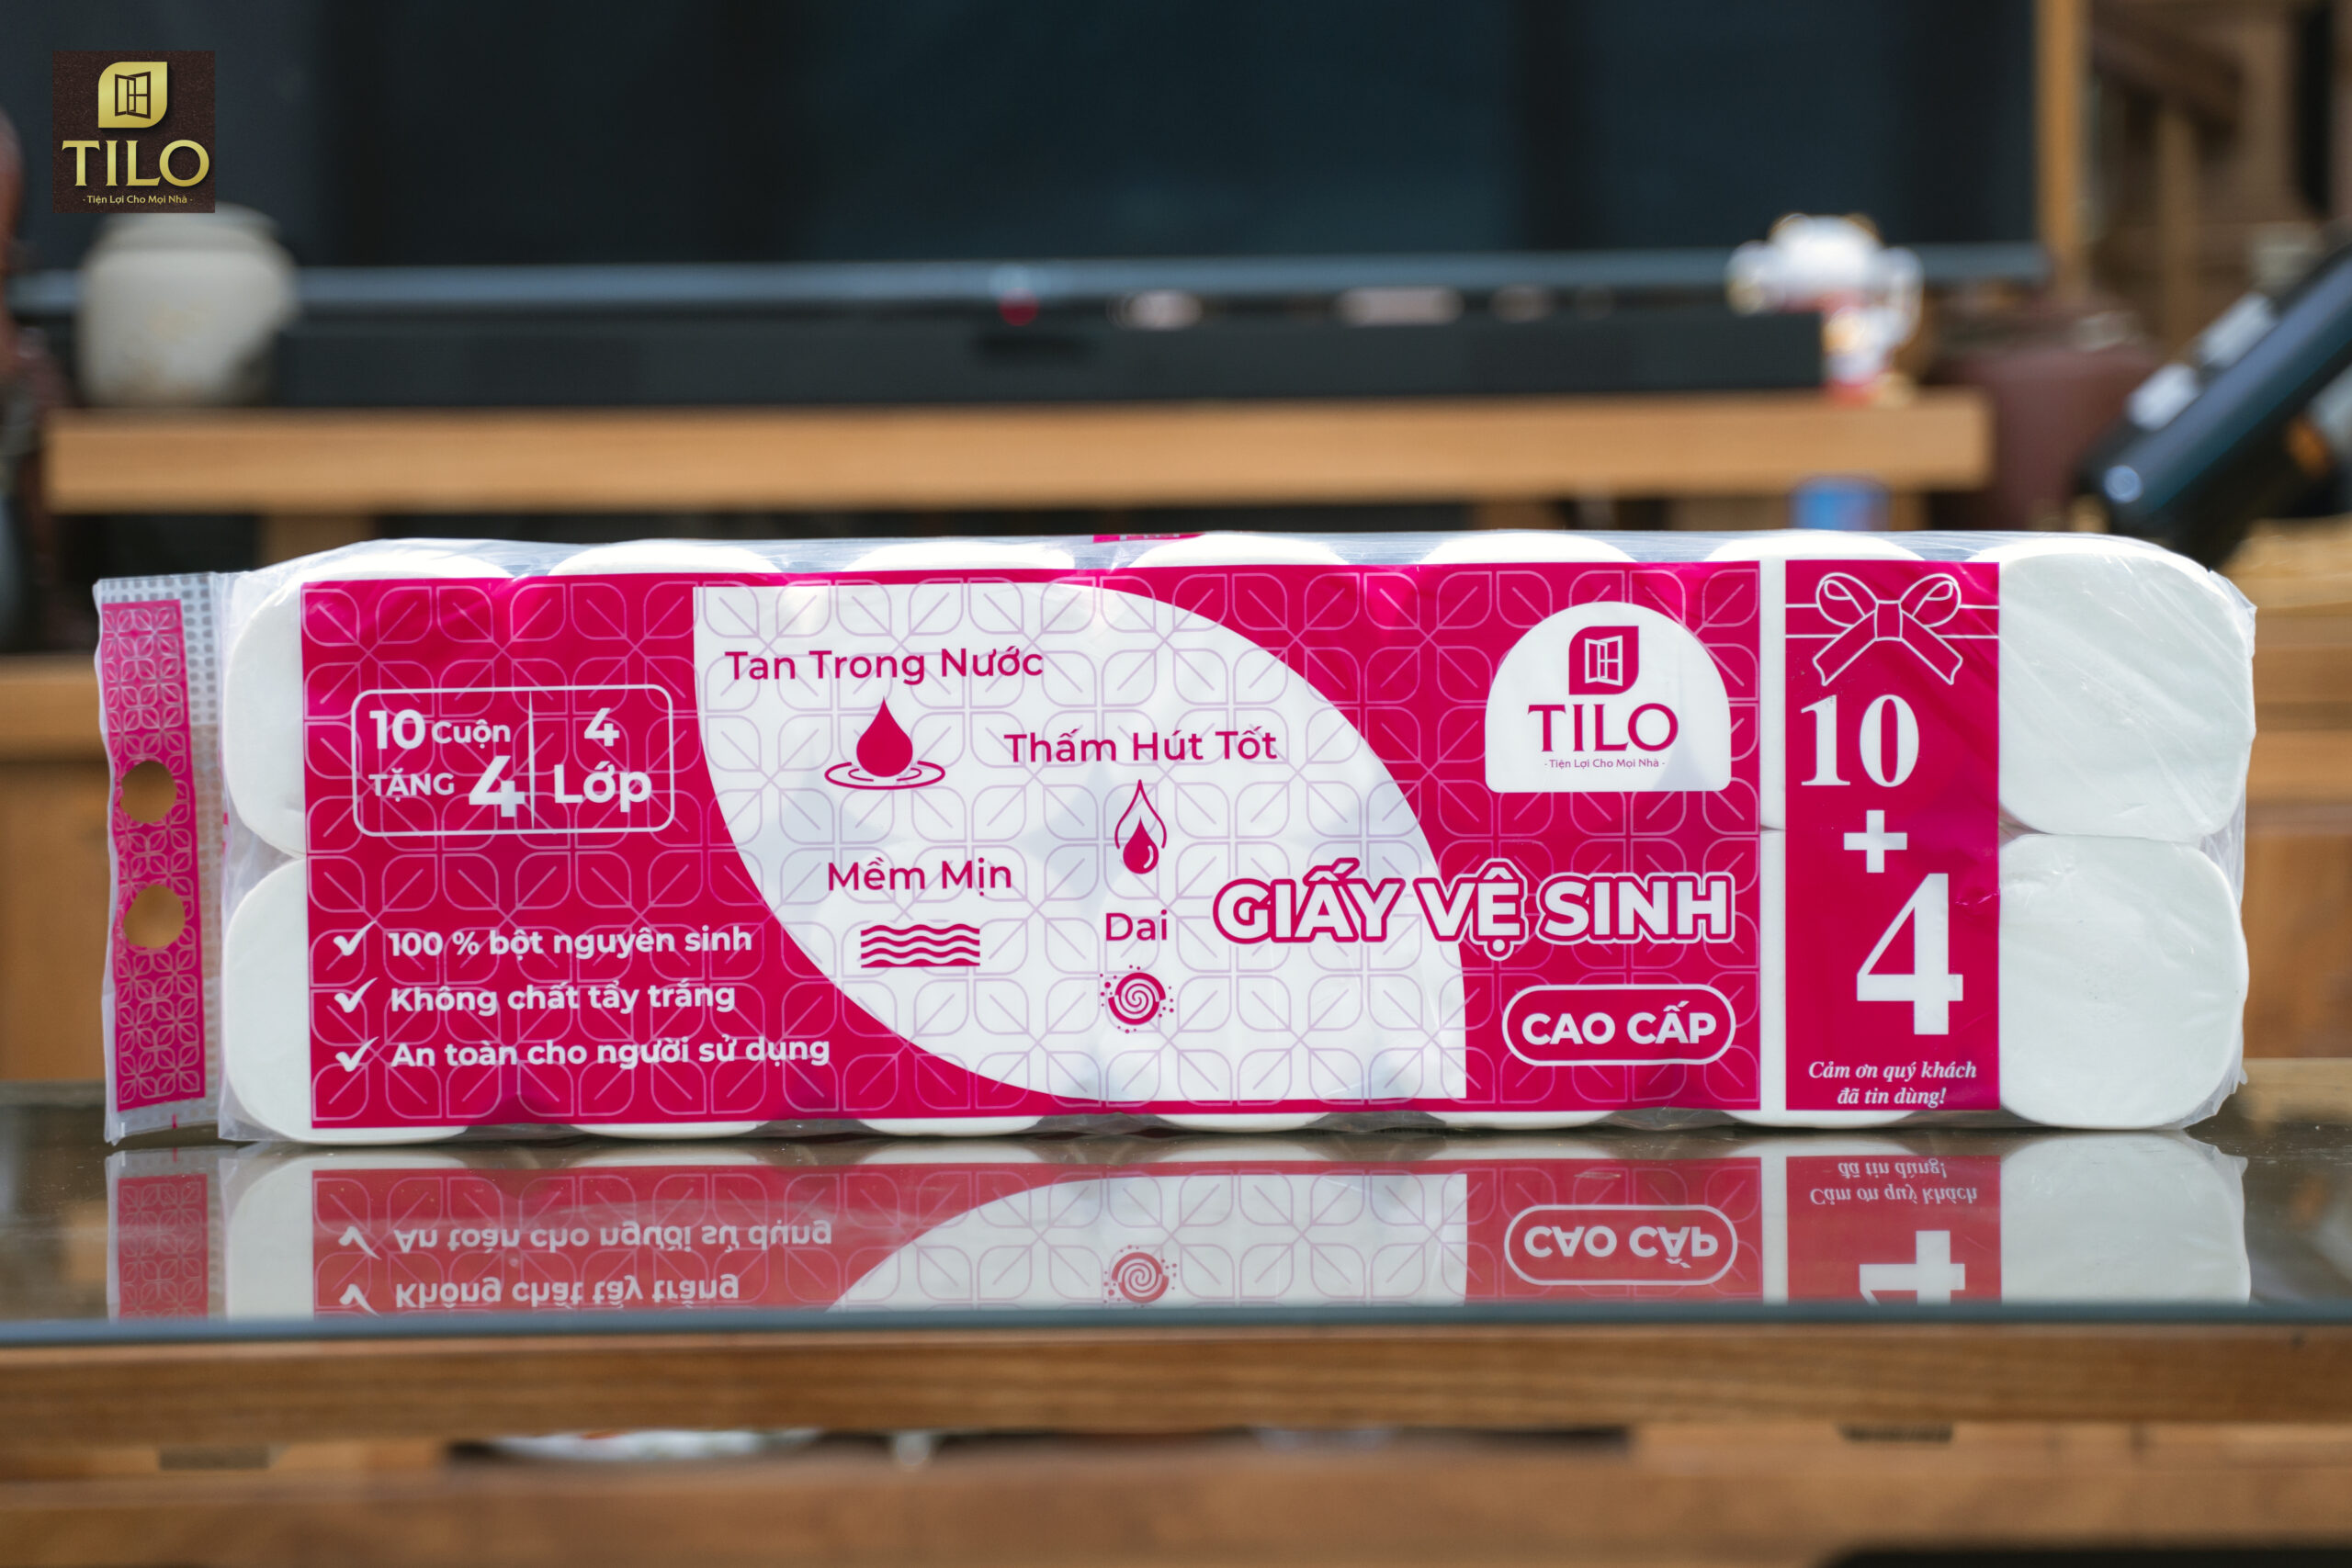 TILO
- Tiện Lợi Cho Mọi Nhà -
10 Cuộn
TẶNG 4
4
Lớp
100 % bột nguyên sinh
Không chất tẩy trắng
An toàn cho người sử dụng
Tan Trong Nước
Thấm Hút Tốt
Mềm Mịn
Dai
TILO
- Tiện Lợi Cho Mọi Nhà -
GIẤY VỆ SINH
CAO CẤP
10
+
4
Cảm ơn quý khách
đã tin dùng!